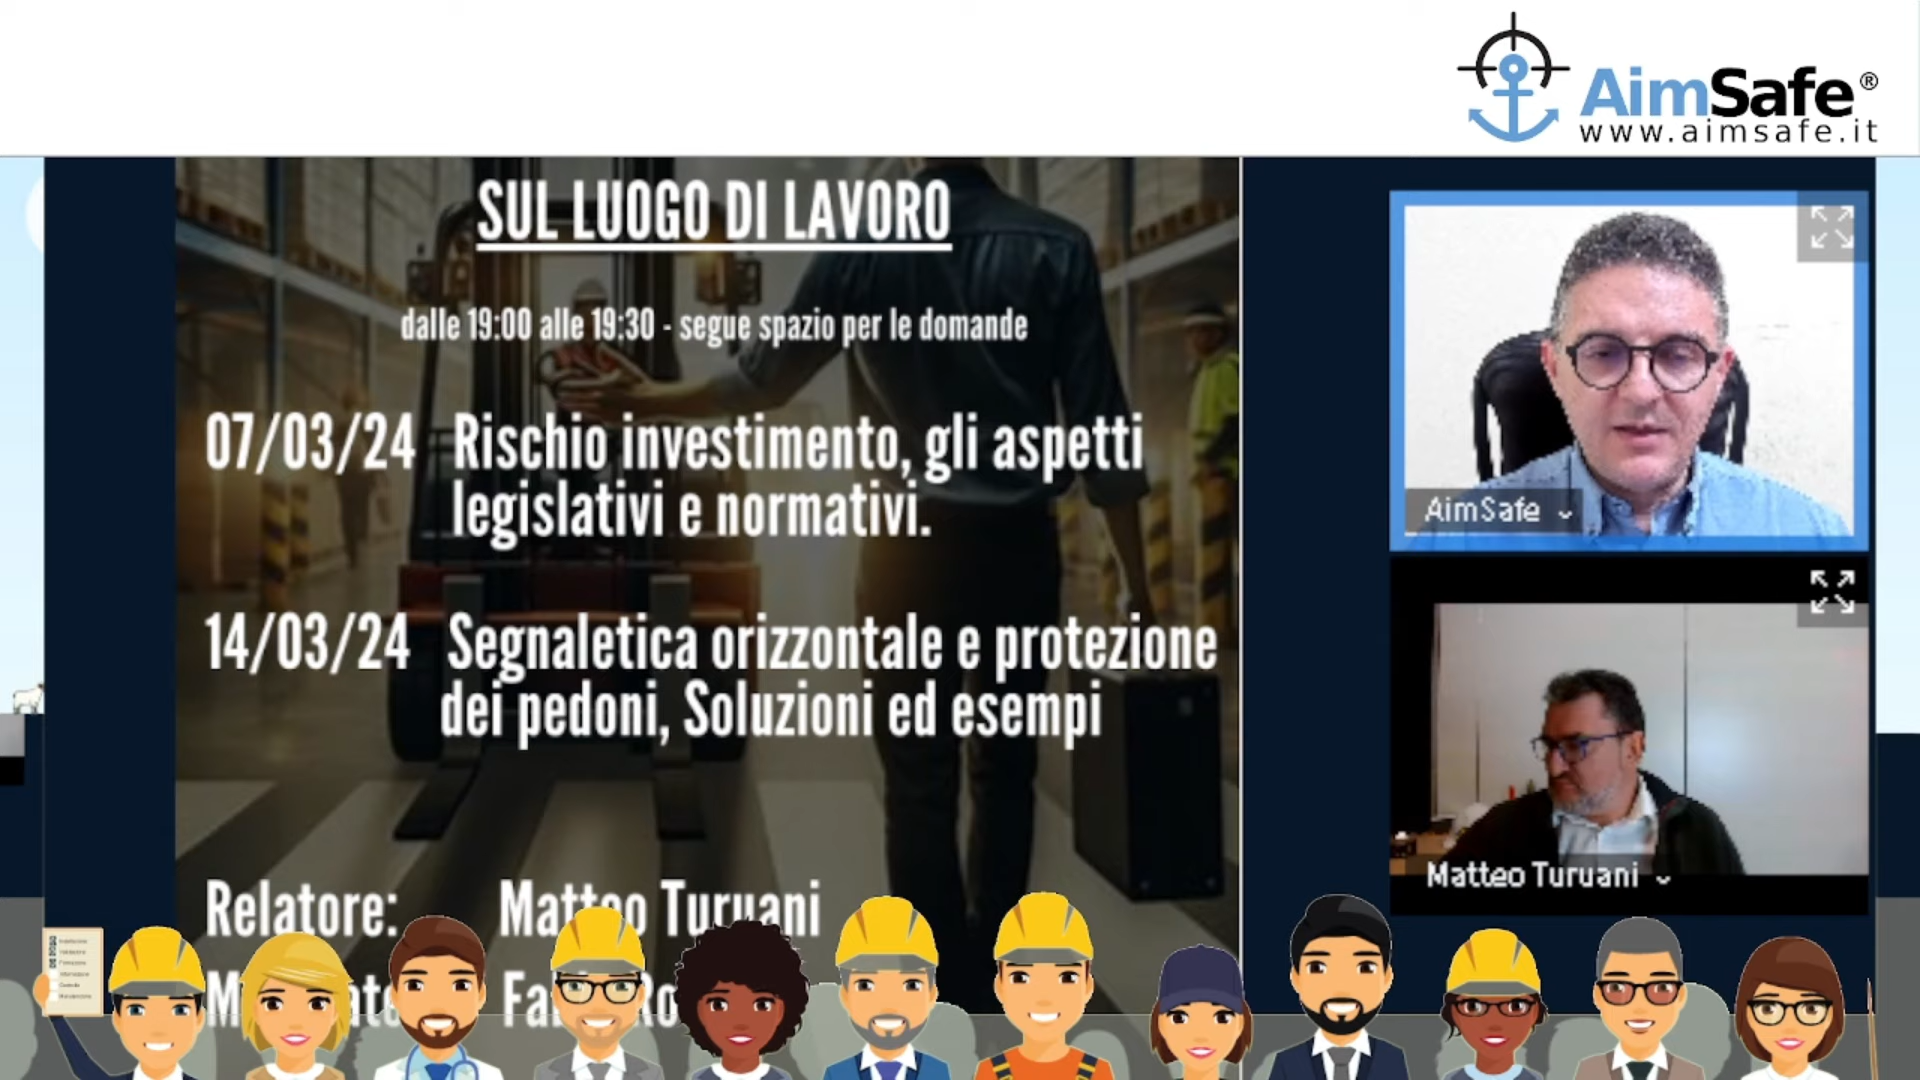 AimSafe®
www.aimsafe.it
SUL LUOGO DI LAVORO
dalle 19:00 alle 19:30 - segue spazio per le domande
07/03/24 Rischio investimento, gli aspetti
legislativi e normativi.
14/03/24 Segnaletica orizzontale e protezione
dei pedoni, Soluzioni ed esempi
Relatore: Matteo Turuani
AimSafe
Matteo Turuani